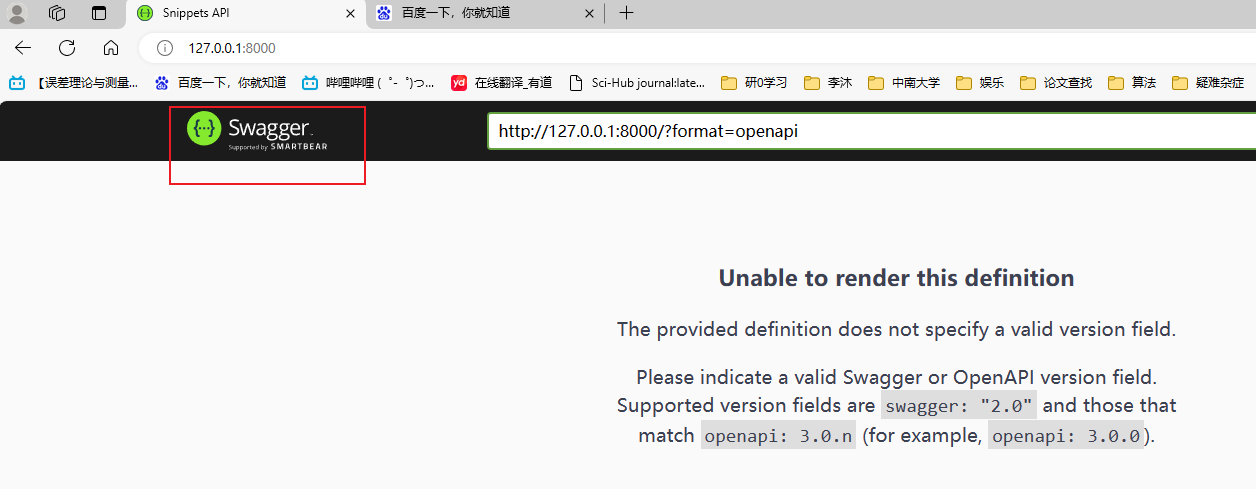 Snippets API
百度一下，你就知道
127.0.0.1:8000
【误差理论与测量...
百度一下，你就知道
哔哩哔哩 (゜-゜)つ...
在线翻译_有道
Sci-Hub journal:late...
研0学习
李沐
中南大学
娱乐
论文查找
算法
疑难杂症
Swagger
Supported by SMARTBEAR
http://127.0.0.1:8000/?format=openapi
Unable to render this definition
The provided definition does not specify a valid version field.
Please indicate a valid Swagger or OpenAPI version field.
Supported version fields are swagger: "2.0" and those that
match openapi: 3.0.n (for example, openapi: 3.0.0).